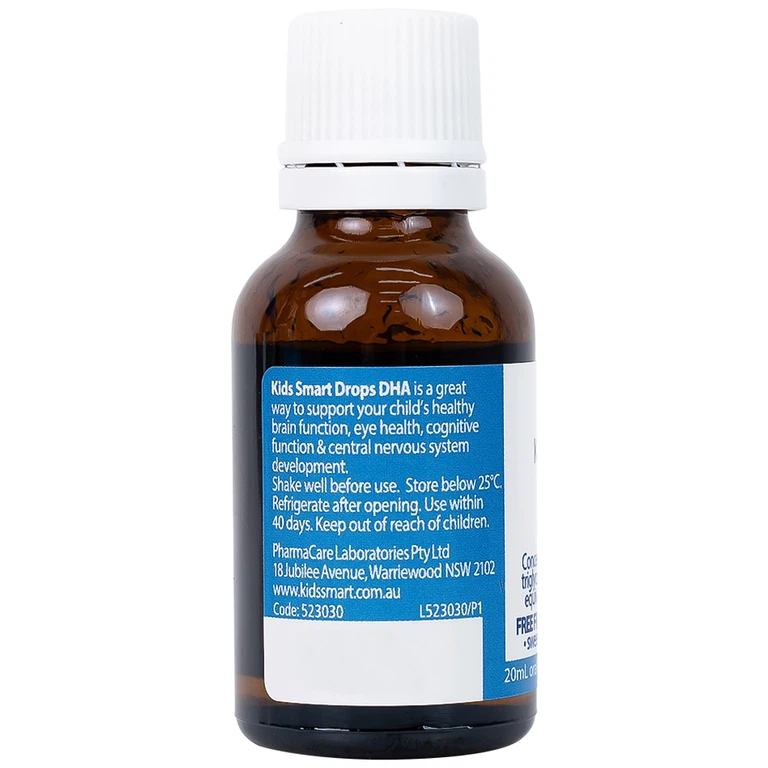 Kids Smart Drops DHA is a great
way to support your child's healthy
brain function, eye health, cognitive
function & central nervous system
development.
Shake well before use. Store below 25°C.
Refrigerate after opening. Use within
40 days. Keep out of reach of children.
PharmaCare Laboratories Pty Ltd
18 Jubilee Avenue, Warriewood NSW 2102
www.kidssmart.com.au
Code: 523030 L523030/P1
FREE
20mL